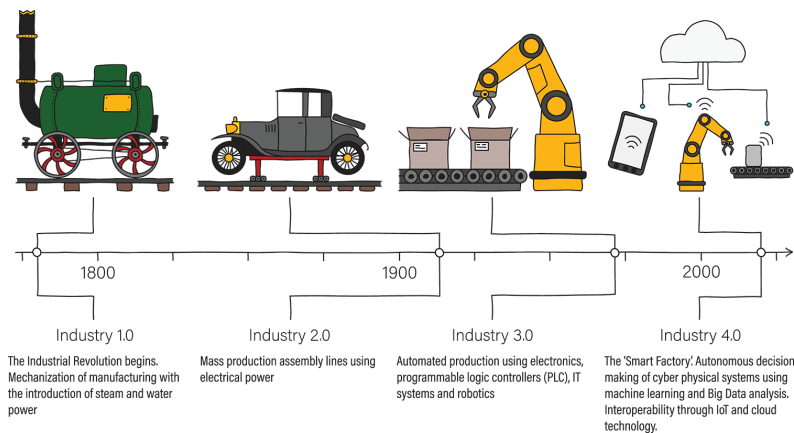 1800
1900
2000
Industry 1.0
The Industrial Revolution begins.
Mechanization of manufacturing with
the introduction of steam and water
power
Industry 2.0
Mass production assembly lines using
electrical power
Industry 3.0
Automated production using electronics,
programmable logic controllers (PLC), IT
systems and robotics
Industry 4.0
The ‘Smart Factory’. Autonomous decision
making of cyber physical systems using
machine learning and Big Data analysis.
Interoperability through IoT and cloud
technology.